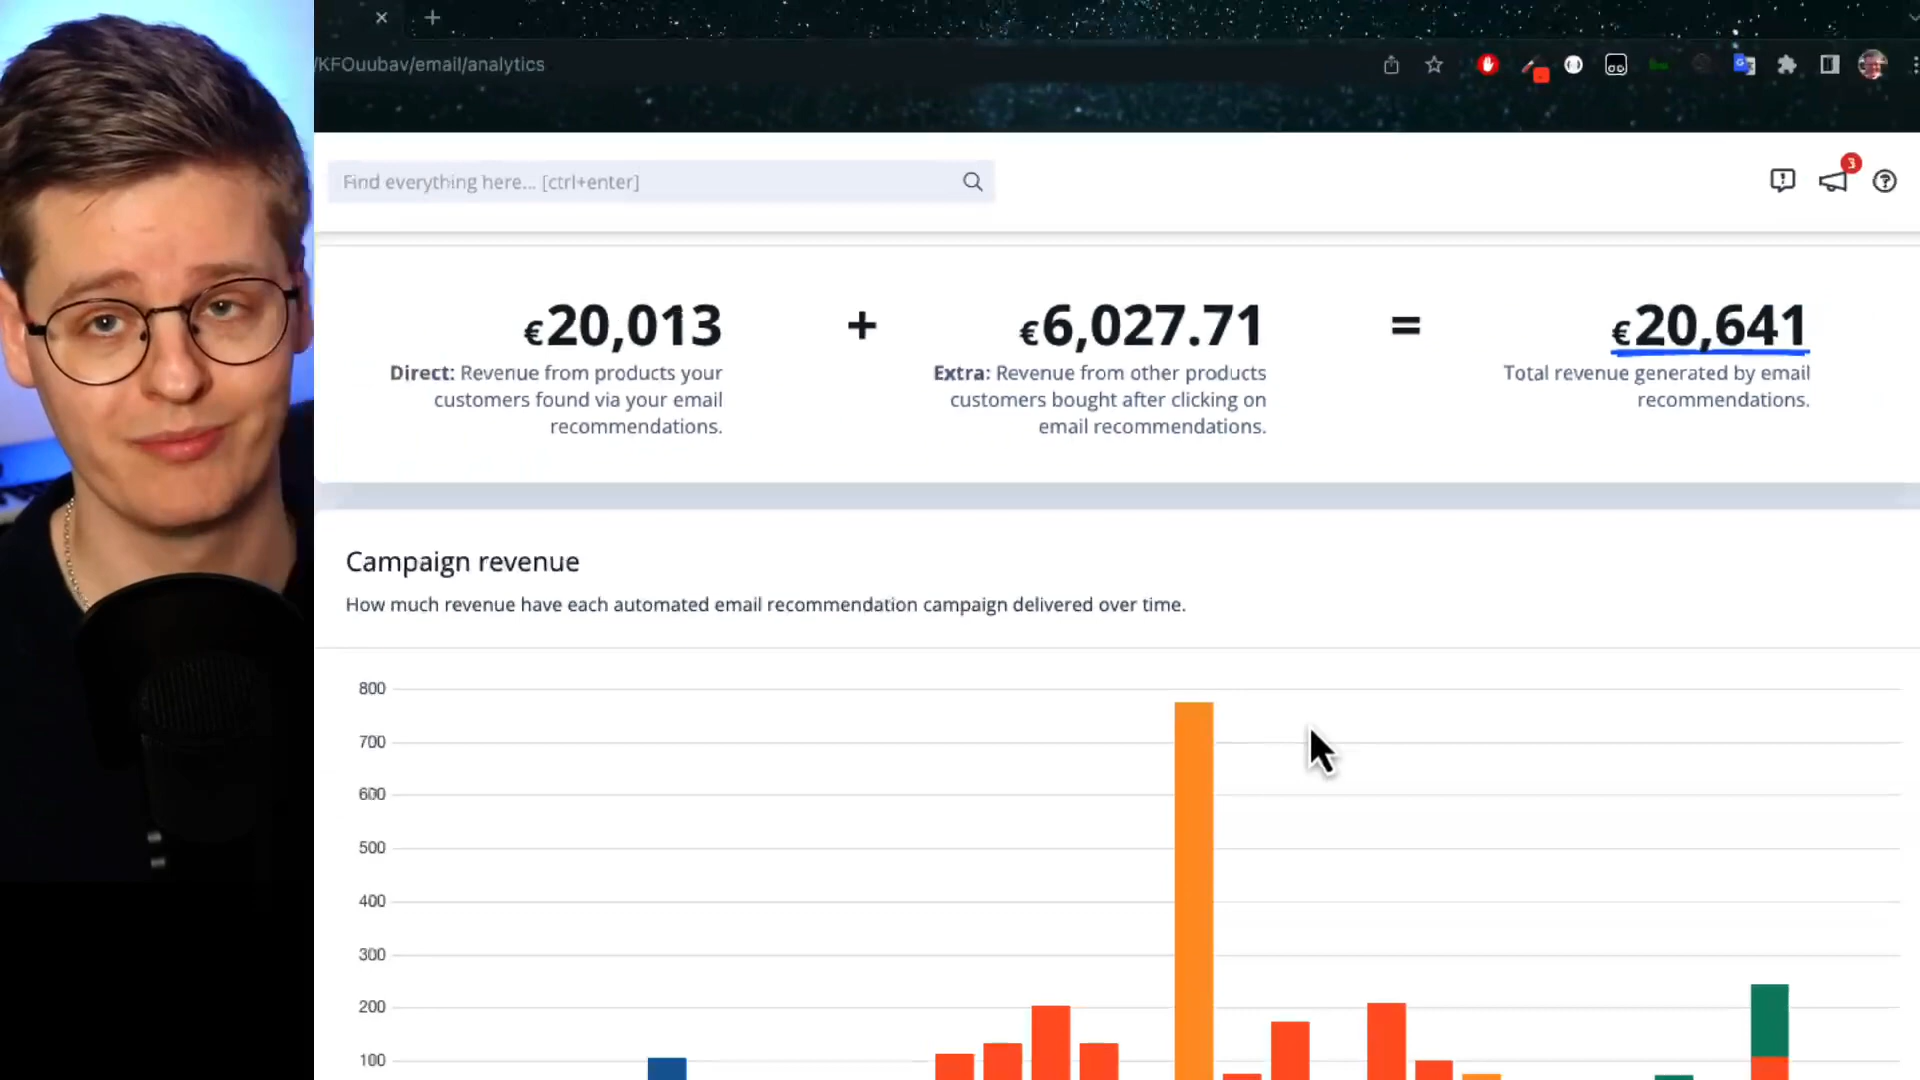 /KFOuubav/email/analytics
Find everything here... [ctrl+enter]
3
€20,013
+
€6,027.71
=
€20,641
Direct: Revenue from products your
customers found via your email
recommendations.
Extra: Revenue from other products
customers bought after clicking on
email recommendations.
Total revenue generated by email
recommendations.
Campaign revenue
How much revenue have each automated email recommendation campaign delivered over time.
800
700
600
500
400
300
200
100